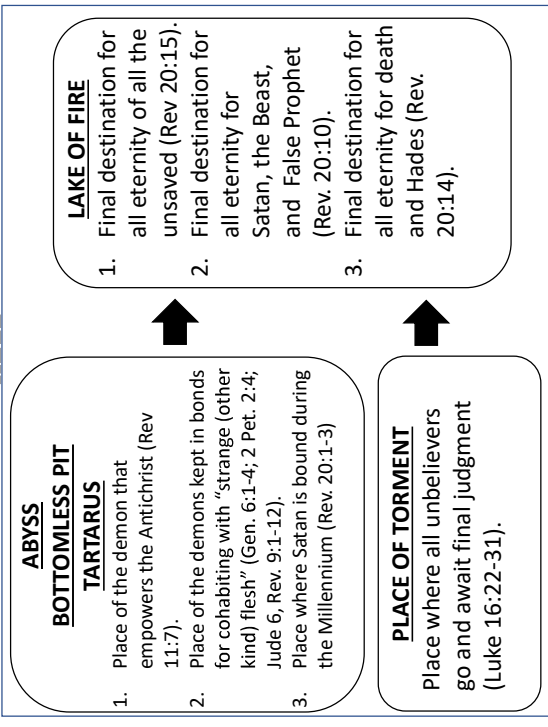 ABYSS
BOTTOMLESS PIT
TARTARUS
1. Place of the demon that
empowers the Antichrist (Rev
11:7).
2. Place of the demons kept in bonds
for cohabiting with “strange (other
kind) flesh” (Gen. 6:1-4; 2 Pet. 2:4;
Jude 6, Rev. 9:1-12).
3. Place where Satan is bound during
the Millennium (Rev. 20:1-3)
PLACE OF TORMENT
Place where all unbelievers
go and await final judgment
(Luke 16:22-31).
LAKE OF FIRE
1. Final destination for
all eternity of all the
unsaved (Rev 20:15).
2. Final destination for
all eternity for
Satan, the Beast,
and False Prophet
(Rev. 20:10).
3. Final destination for
all eternity for death
and Hades (Rev.
20:14).